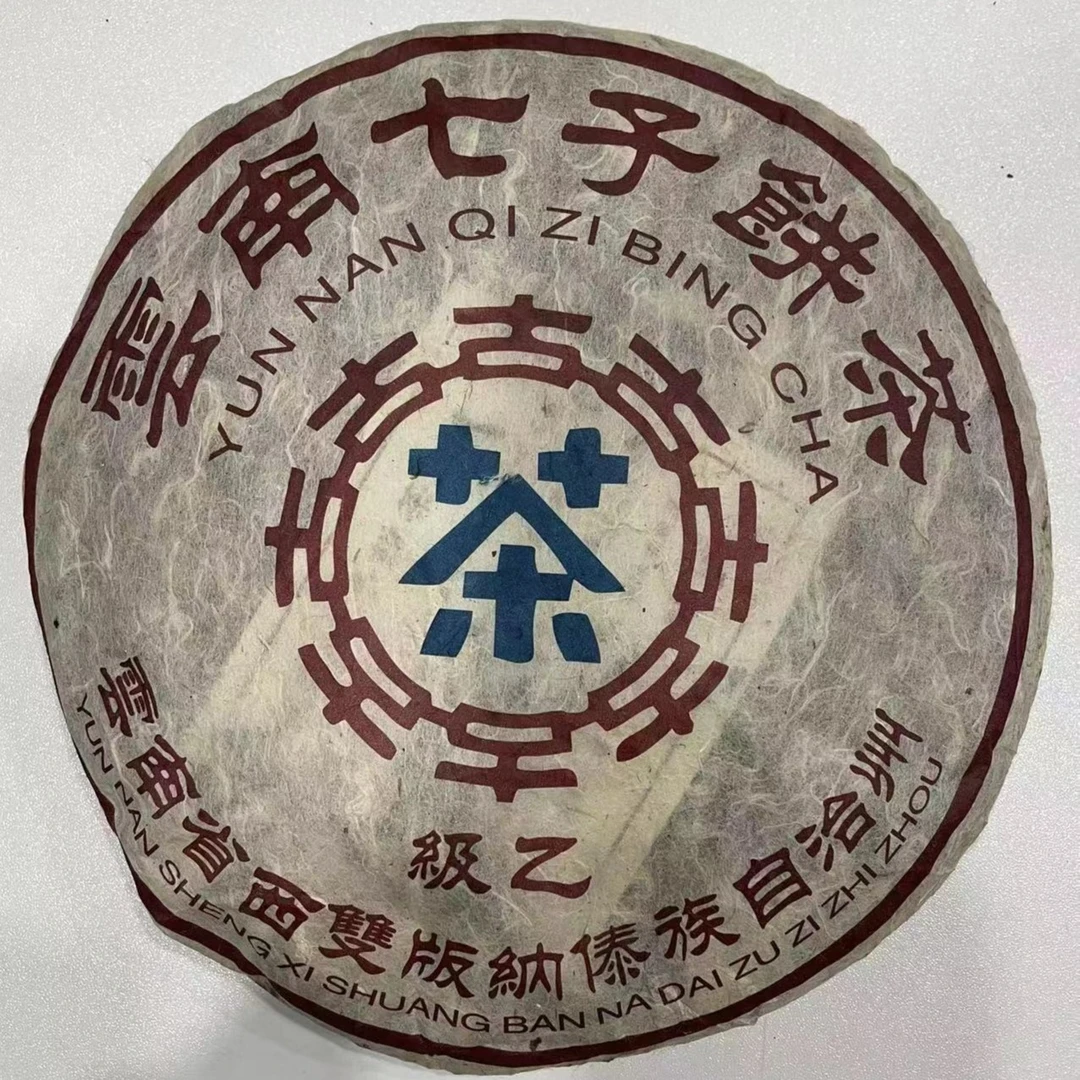 雲南七子餅茶
YUN NAN QI ZI BING CHA
茶
級乙
雲南省西雙版納傣族自治州
YUN NAN SHENG XI SHUANG BAN NA DAI ZU ZI ZHI ZHOU